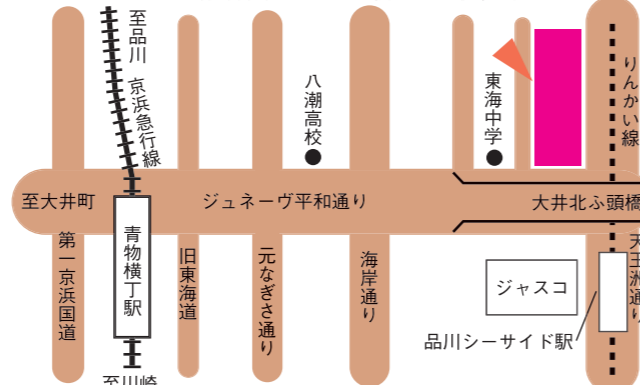 至品川
京浜急行線
八潮高校
東海中学
りんかい線
至大井町
ジュネーヴ平和通り
大井北ふ頭橋
第一京浜国道
青物横丁駅
旧東海道
元なぎさ通り
海岸通り
ジャスコ
天王洲通り
品川シーサイド駅
至川崎